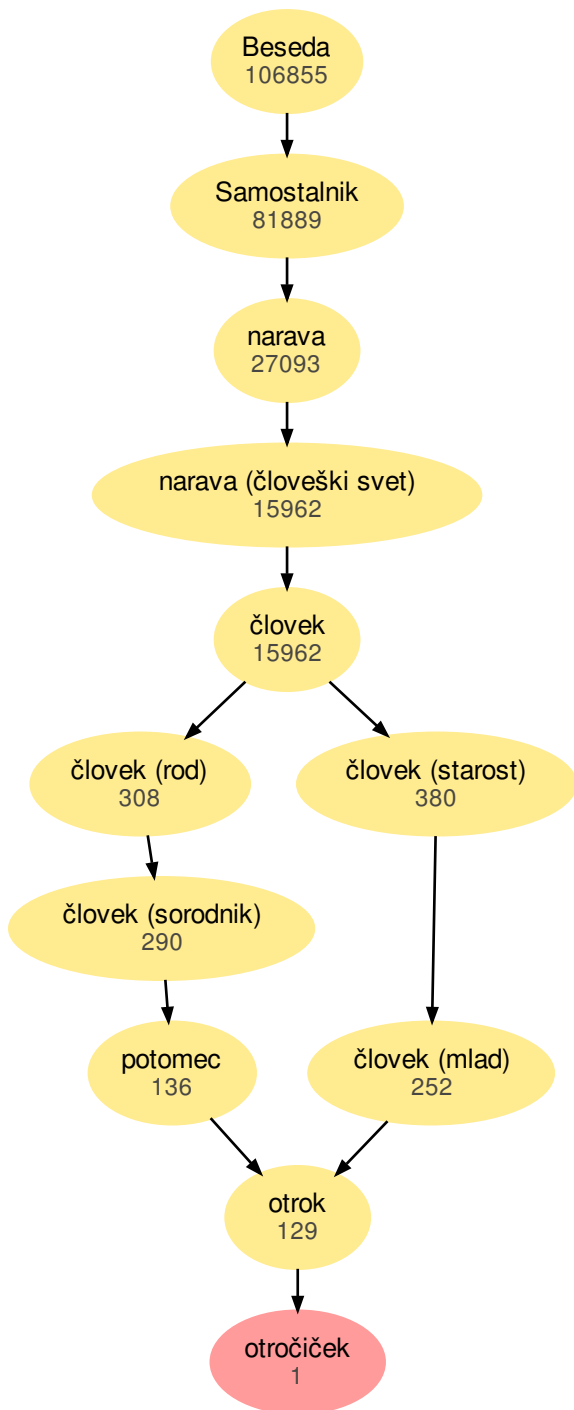 Beseda
106855
Samostalnik
81889
narava
27093
narava (človeški svet)
15962
človek
15962
človek (rod)
308
človek (starost)
380
človek (sorodnik)
290
potomec
136
človek (mlad)
252
otrok
129
otročiček
1